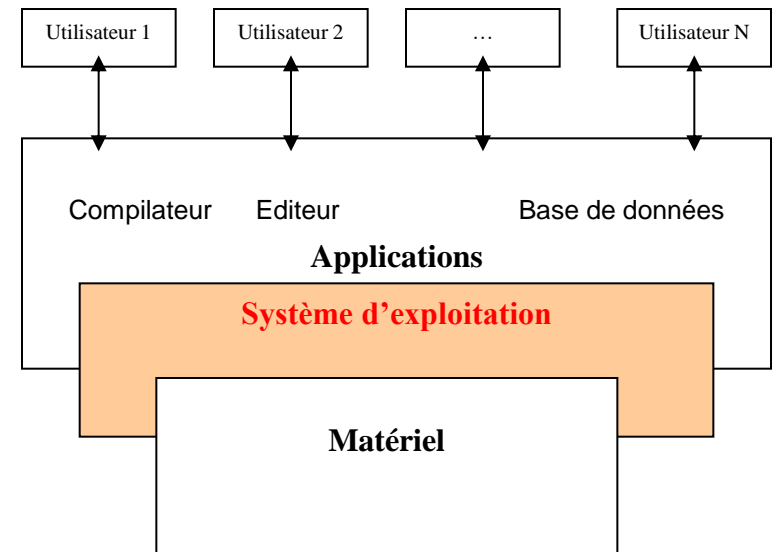 Utilisateur 1 Utilisateur 2 … Utilisateur N
Compilateur Editeur Base de données
Applications
Système d’exploitation
Matériel